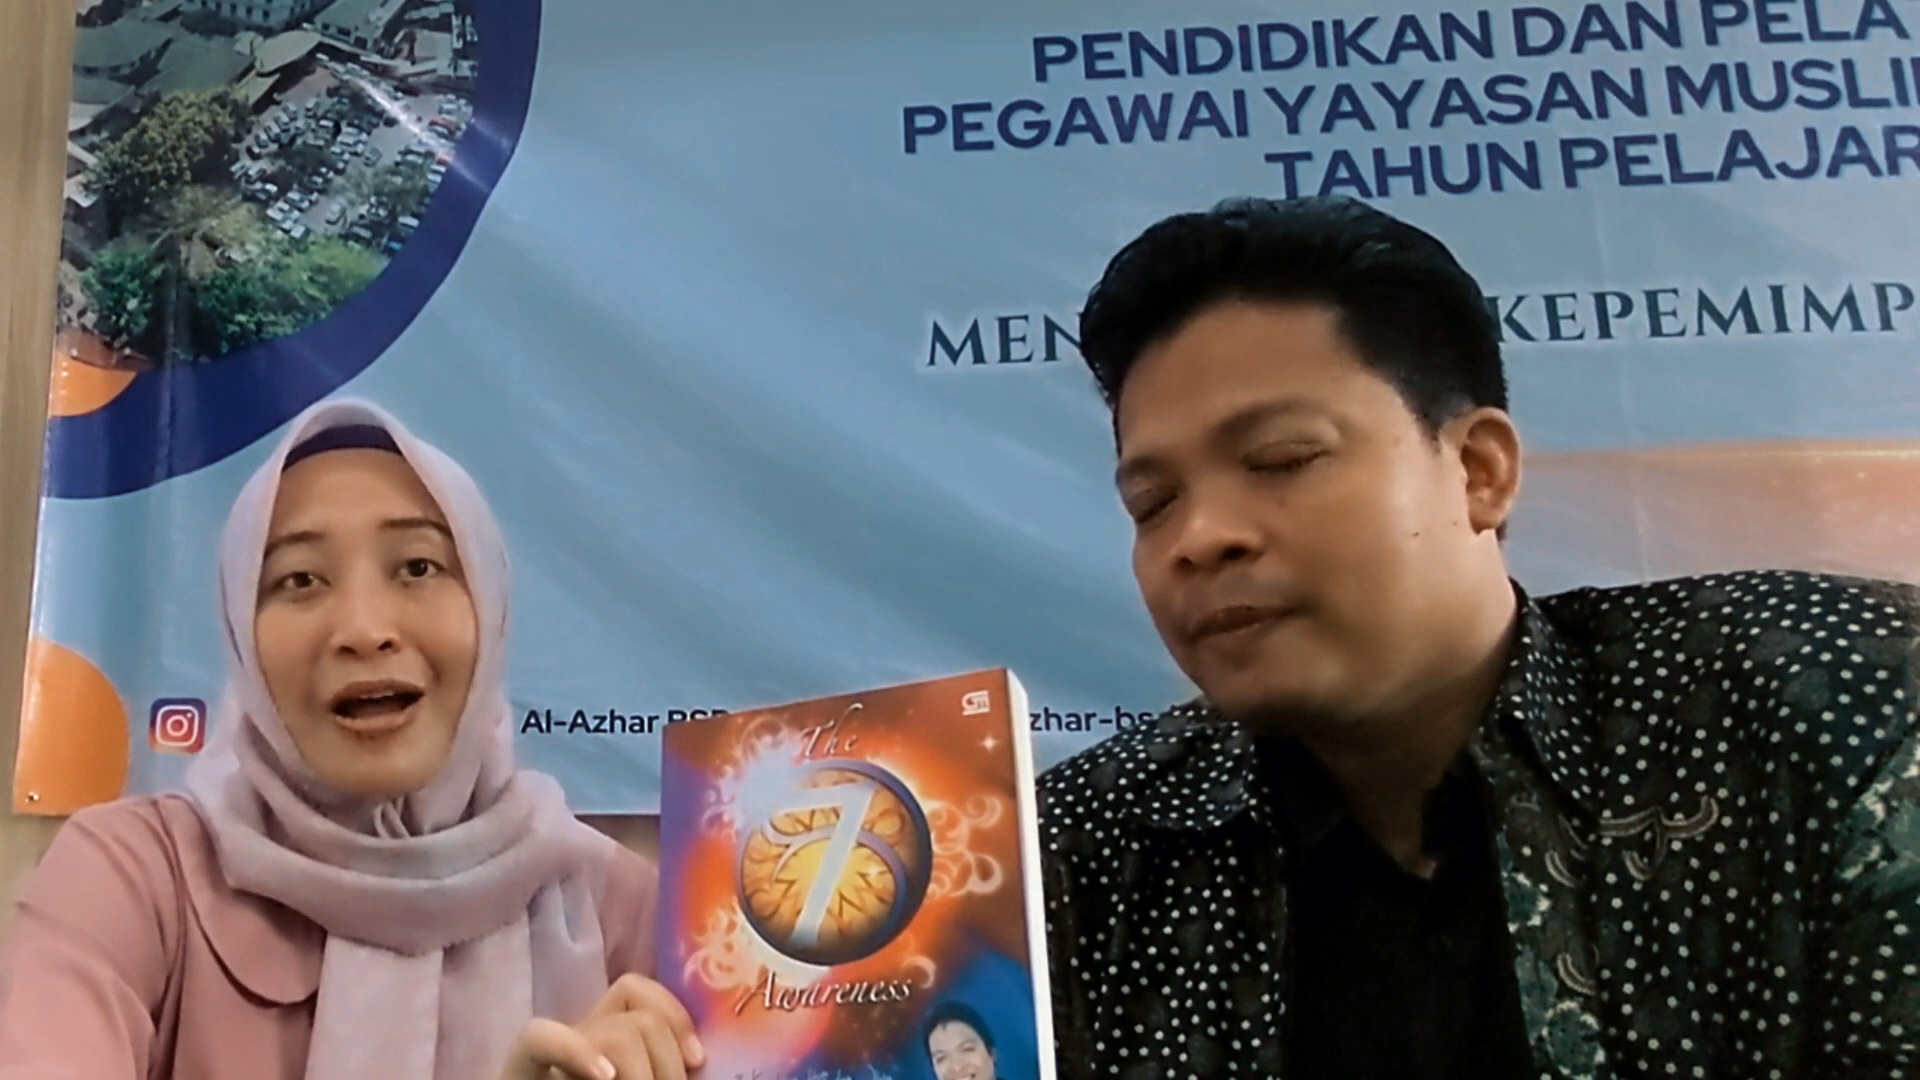 PENDIDIKAN DAN PELA
PEGAWAI YAYASAN MUSLI
TAHUN PELAJAR
MEN KEPEMIMP
Al-Azhar BSD
zhar-bs
The
7
Awareness